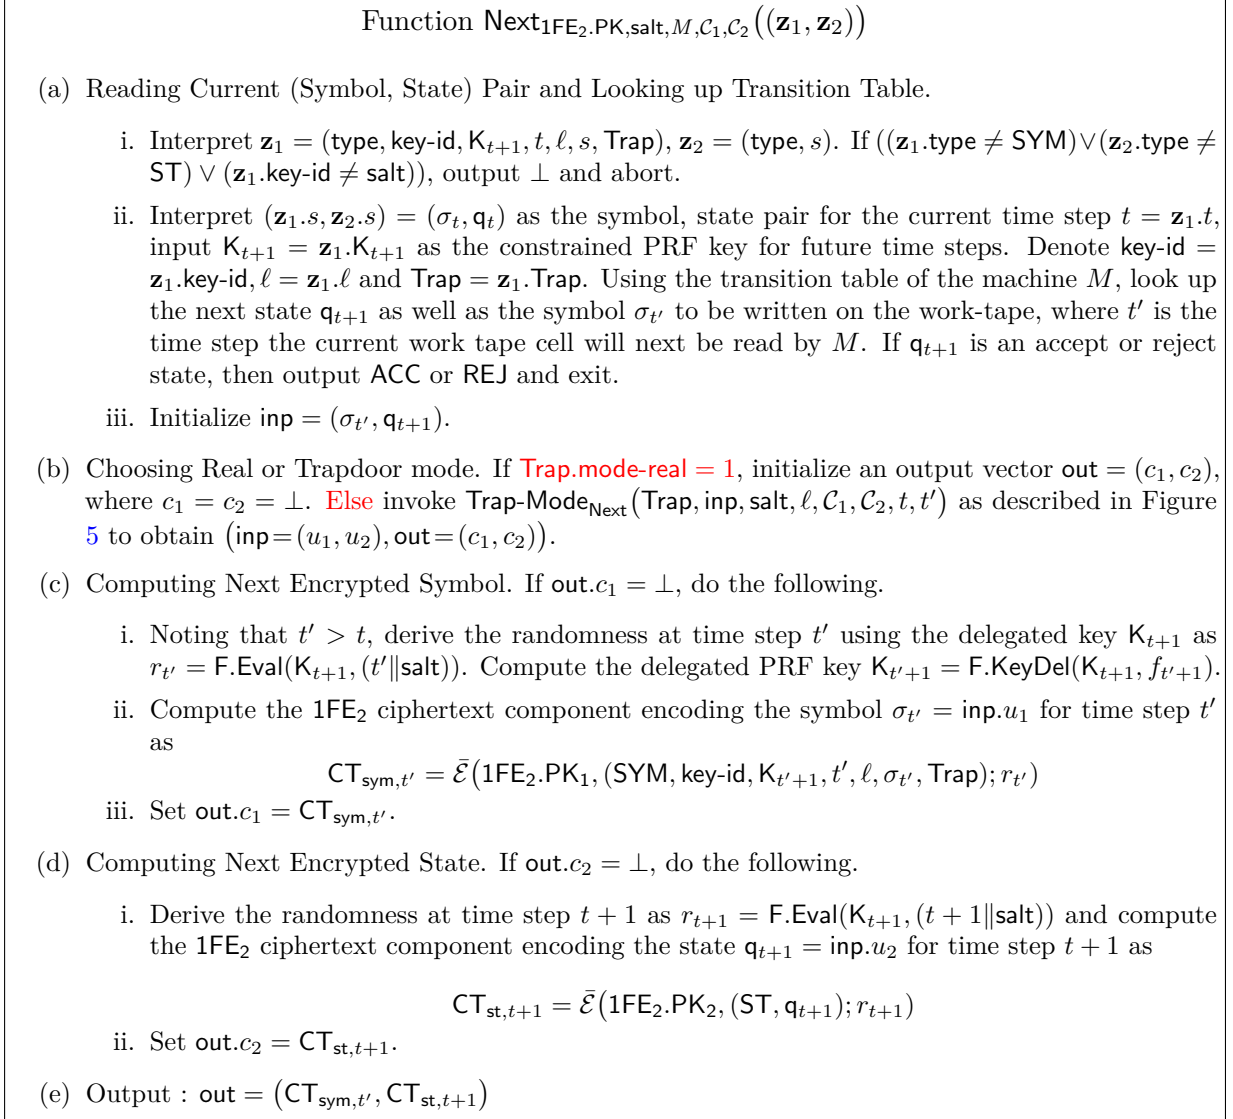 Function Next_{1FE_2.PK,salt,M,𝒞_1,𝒞_2}((z_1, z_2))
(a) Reading Current (Symbol, State) Pair and Looking up Transition Table.
i. Interpret z_1 = (type, key-id, K_{t+1}, t, ℓ, s, Trap), z_2 = (type, s). If ((z_1.type ≠ SYM)∨(z_2.type ≠
ST) ∨ (z_1.key-id ≠ salt)), output ⊥ and abort.
ii. Interpret (z_1.s, z_2.s) = (σ_t, q_t) as the symbol, state pair for the current time step t = z_1.t,
input K_{t+1} = z_1.K_{t+1} as the constrained PRF key for future time steps. Denote key-id =
z_1.key-id, ℓ = z_1.ℓ and Trap = z_1.Trap. Using the transition table of the machine M, look up
the next state q_{t+1} as well as the symbol σ_{t'} to be written on the work-tape, where t' is the
time step the current work tape cell will next be read by M. If q_{t+1} is an accept or reject
state, then output ACC or REJ and exit.
iii. Initialize inp = (σ_{t'}, q_{t+1}).
(b) Choosing Real or Trapdoor mode. If Trap.mode-real = 1, initialize an output vector out = (c_1, c_2),
where c_1 = c_2 = ⊥. Else invoke Trap-Mode_{Next}(Trap, inp, salt, ℓ, 𝒞_1, 𝒞_2, t, t') as described in Figure
5 to obtain (inp=(u_1, u_2), out=(c_1, c_2)).
(c) Computing Next Encrypted Symbol. If out.c_1 = ⊥, do the following.
i. Noting that t' > t, derive the randomness at time step t' using the delegated key K_{t+1} as
r_{t'} = F.Eval(K_{t+1}, (t'‖salt)). Compute the delegated PRF key K_{t'+1} = F.KeyDel(K_{t+1}, f_{t'+1}).
ii. Compute the 1FE_2 ciphertext component encoding the symbol σ_{t'} = inp.u_1 for time step t'
as
CT_{sym,t'} = ℰ̄(1FE_2.PK_1, (SYM, key-id, K_{t'+1}, t', ℓ, σ_{t'}, Trap); r_{t'})
iii. Set out.c_1 = CT_{sym,t'}.
(d) Computing Next Encrypted State. If out.c_2 = ⊥, do the following.
i. Derive the randomness at time step t + 1 as r_{t+1} = F.Eval(K_{t+1}, (t + 1‖salt)) and compute
the 1FE_2 ciphertext component encoding the state q_{t+1} = inp.u_2 for time step t + 1 as
CT_{st,t+1} = ℰ̄(1FE_2.PK_2, (ST, q_{t+1}); r_{t+1})
ii. Set out.c_2 = CT_{st,t+1}.
(e) Output : out = (CT_{sym,t'}, CT_{st,t+1})